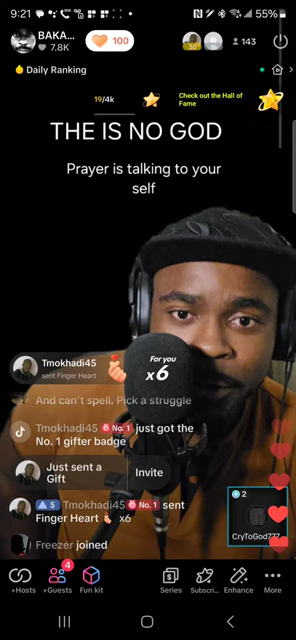 9:21
55%
BAKA...
7.8K
100
30
143
Daily Ranking
19/4k
Check out the Hall of
Fame
THE IS NO GOD
Prayer is talking to your
self
Tmokhadi45
sent Finger Heart
For you
x6
And can't spell. Pick a struggle
Tmokhadi45 No. 1 just got the
No. 1 gifter badge
Just sent a
Gift
Invite
5 Tmokhadi45 No. 1 sent
Finger Heart x6
2
CryToGod777
Freezer joined
4
+Hosts
+Guests
Fun kit
Series
Subscri...
Enhance
More